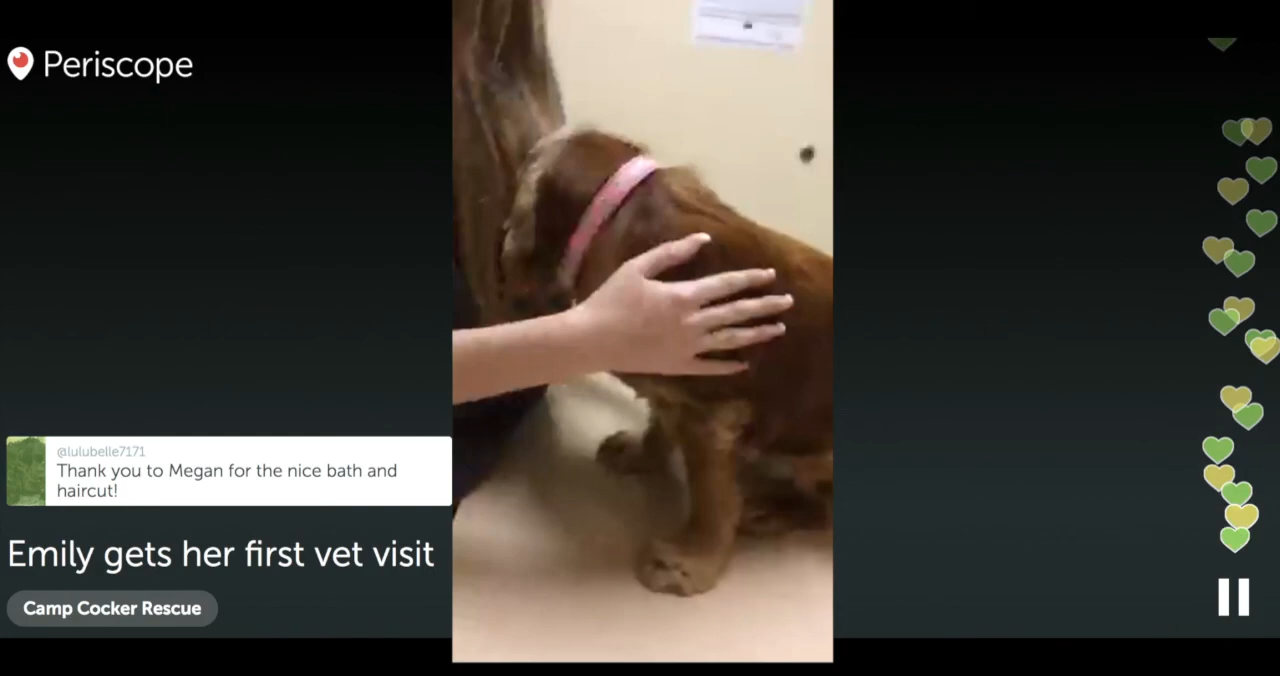 Periscope
@lulubelle7171
Thank you to Megan for the nice bath and
haircut!
Emily gets her first vet visit
Camp Cocker Rescue